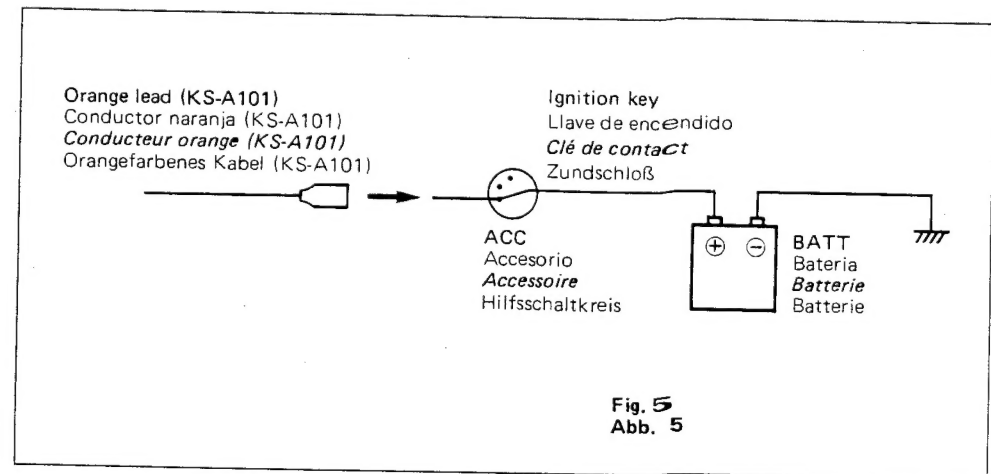 Orange lead (KS-A101)
Conductor naranja (KS-A101)
Conducteur orange (KS-A101)
Orangefarbenes Kabel (KS-A101)
Ignition key
Llave de encendido
Clé de contact
Zundschloß
ACC
Accesorio
Accessoire
Hilfsschaltkreis
+ −
BATT
Bateria
Batterie
Batterie
Fig. 5
Abb. 5